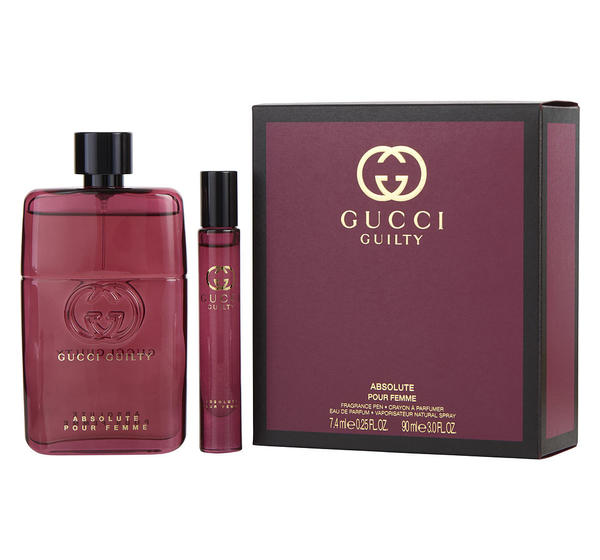 GUCCI GUILTY
ABSOLUTE
POUR FEMME
GUCCI
GUILTY
ABSOLUTE
POUR FEMME
GUCCI
GUILTY
ABSOLUTE
POUR FEMME
FRAGRANCE PEN • CRAYON À PARFUMER
EAU DE PARFUM • VAPORISATEUR NATURAL SPRAY
7.4 ml e 0.25 FL.OZ. 90 ml e 3.0 FL.OZ.